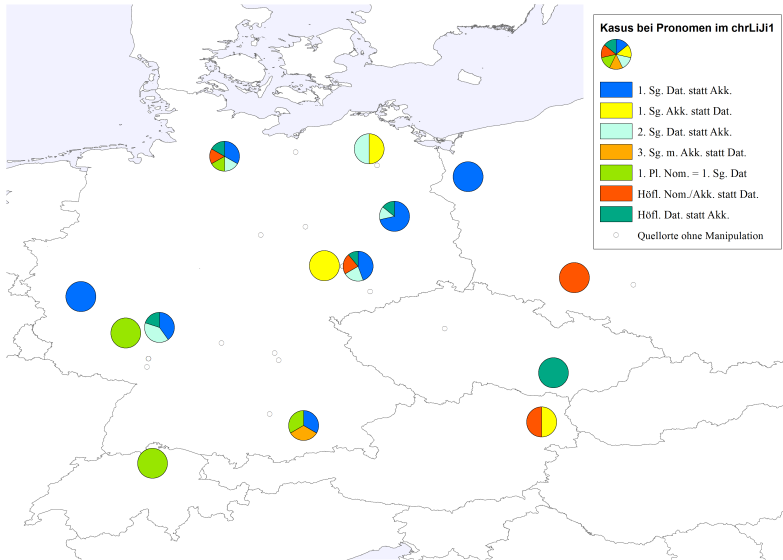 Kasus bei Pronomen im chrLiJi1
1. Sg. Dat. statt Akk.
1. Sg. Akk. statt Dat.
2. Sg. Dat. statt Akk.
3. Sg. m. Akk. statt Dat.
1. Pl. Nom. = 1. Sg. Dat
Höfl. Nom./Akk. statt Dat.
Höfl. Dat. statt Akk.
Quellorte ohne Manipulation